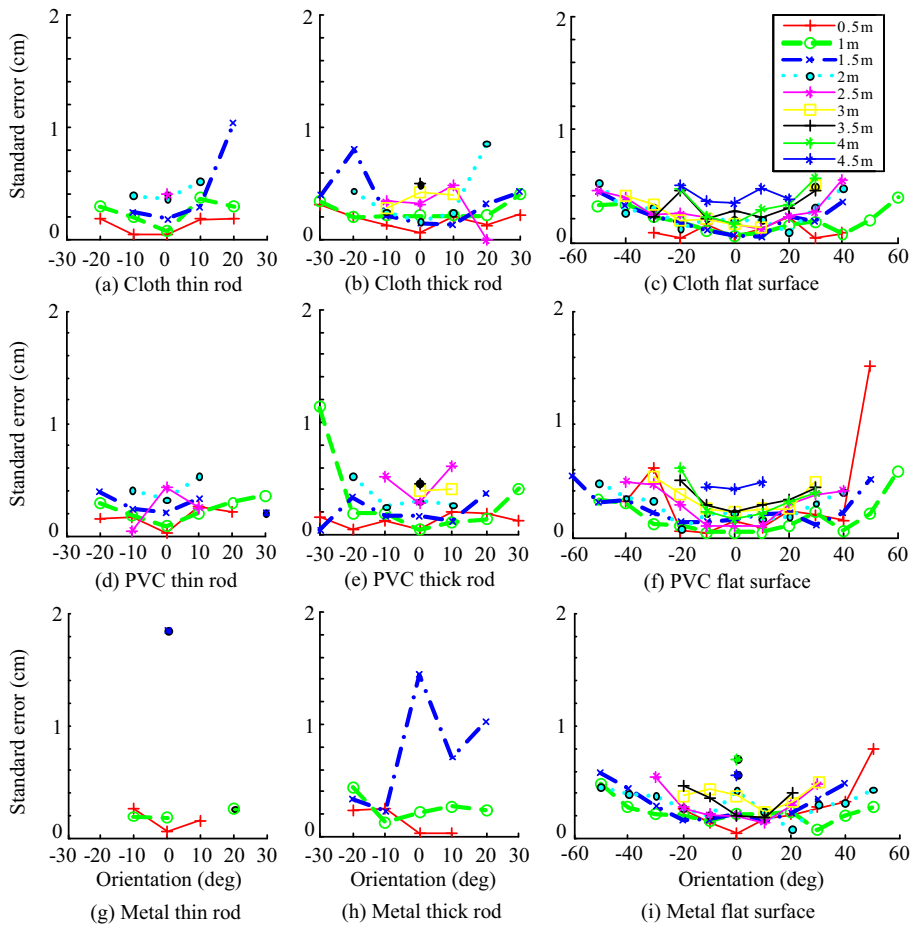 2 2 2
Standard error (cm)
1 1 1
0 0 0
0.5m
1m
1.5m
2m
2.5m
3m
3.5m
4m
4.5m
-30 -20 -10 0 10 20 30
-30 -20 -10 0 10 20 30
-60 -40 -20 0 20 40 60
(a) Cloth thin rod
(b) Cloth thick rod
(c) Cloth flat surface
2 2 2
Standard error (cm)
1 1 1
0 0 0
-30 -20 -10 0 10 20 30
-30 -20 -10 0 10 20 30
-60 -40 -20 0 20 40 60
(d) PVC thin rod
(e) PVC thick rod
(f) PVC flat surface
2 2 2
Standard error (cm)
1 1 1
0 0 0
-30 -20 -10 0 10 20 30
-30 -20 -10 0 10 20 30
-60 -40 -20 0 20 40 60
Orientation (deg)
Orientation (deg)
Orientation (deg)
(g) Metal thin rod
(h) Metal thick rod
(i) Metal flat surface